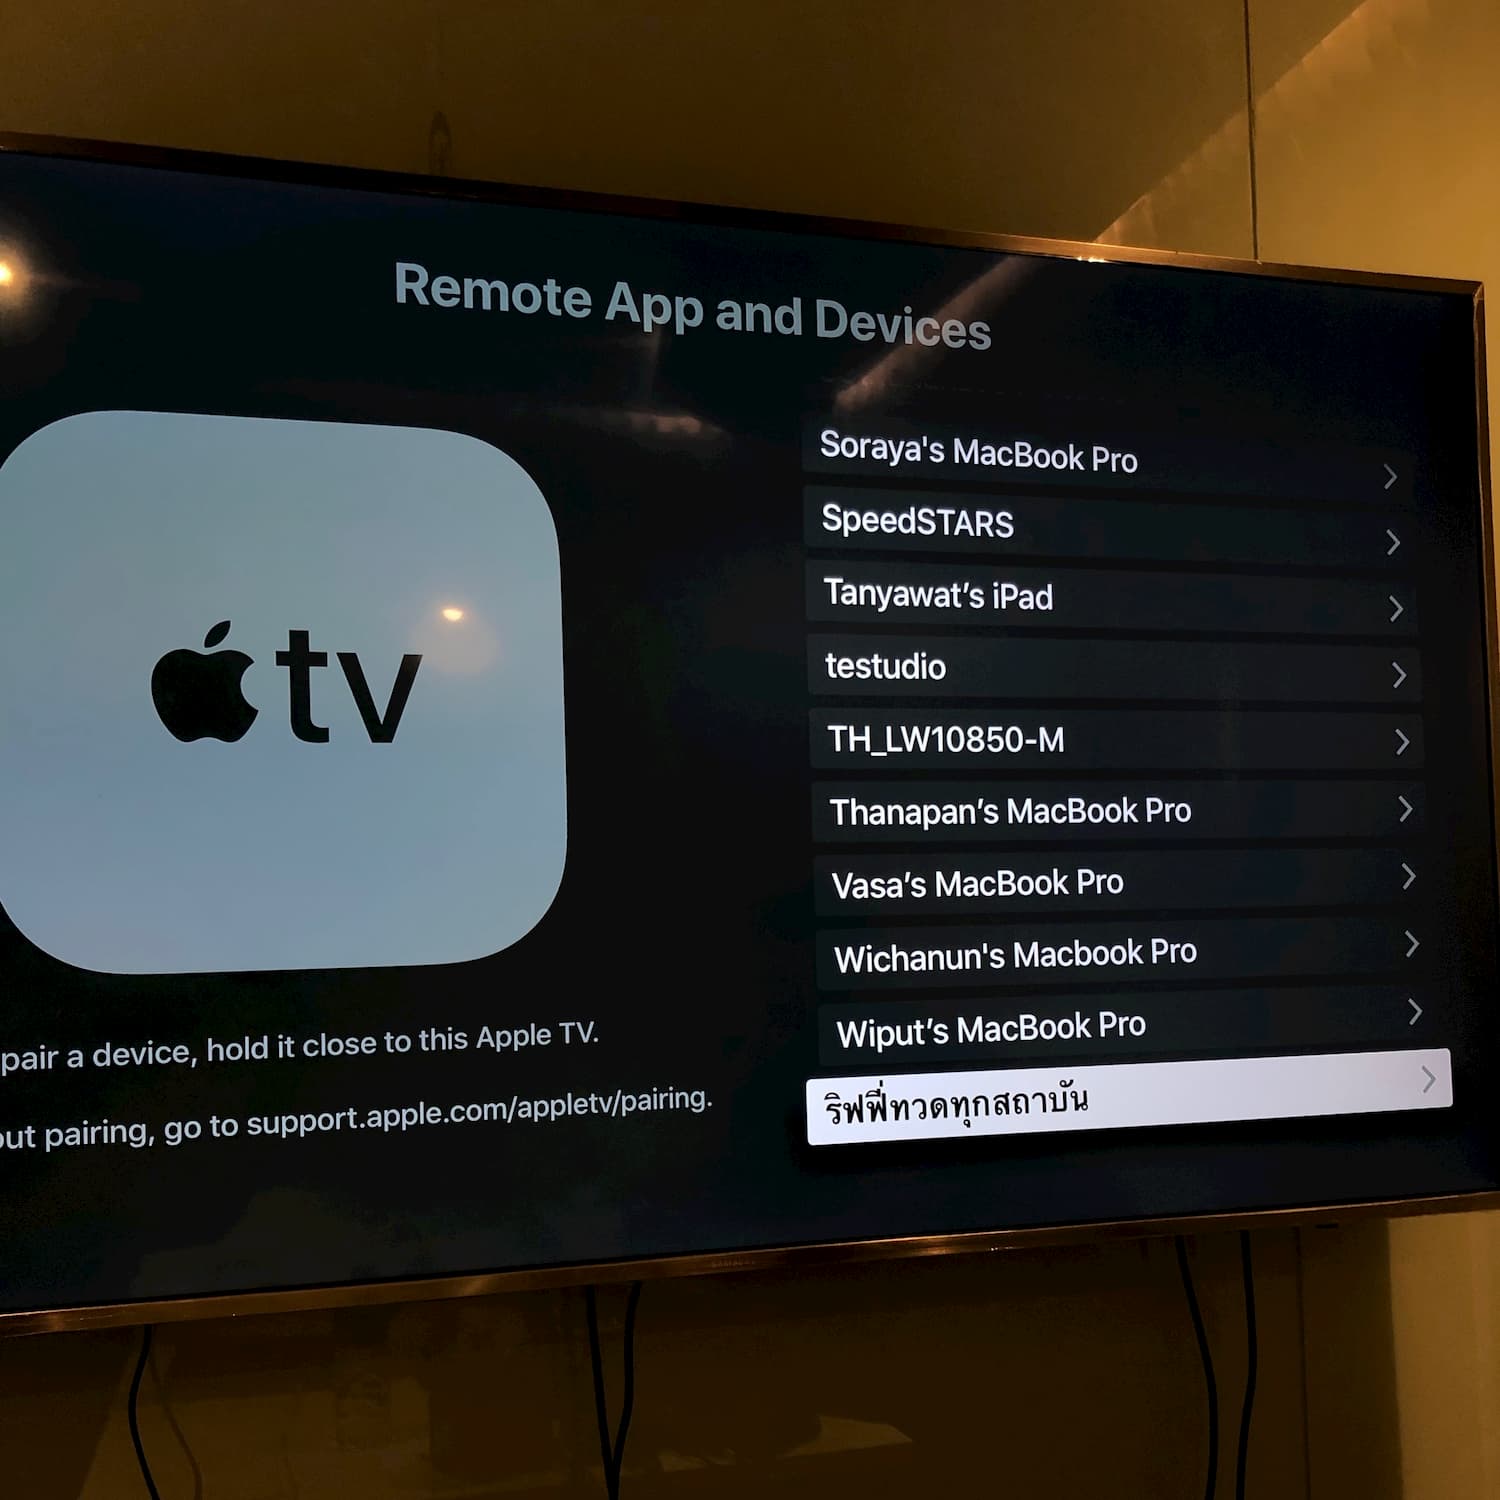 Remote App and Devices
Soraya's MacBook Pro
SpeedSTARS
Tanyawat’s iPad
testudio
TH_LW10850-M
Thanapan’s MacBook Pro
Vasa’s MacBook Pro
Wichanun's Macbook Pro
Wiput’s MacBook Pro
ริฟฟี่ทวดทุกสถาบัน
tv
pair a device, hold it close to this Apple TV.
out pairing, go to support.apple.com/appletv/pairing.
SAMSUNG